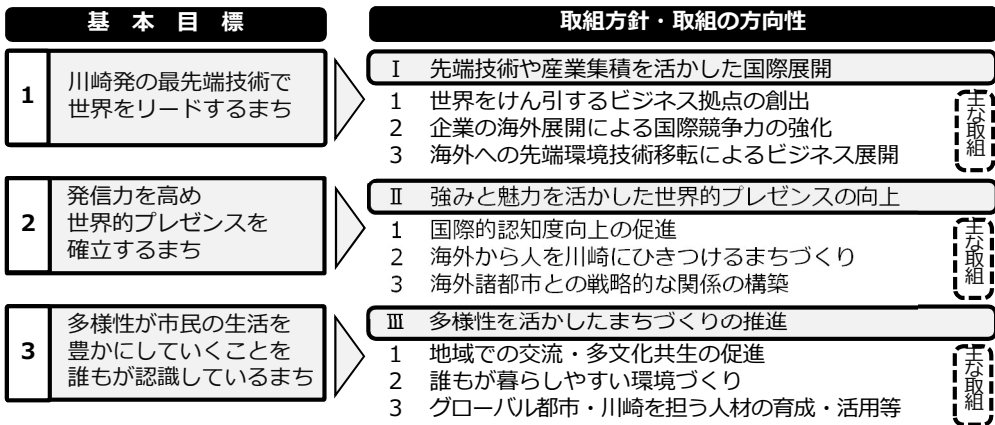 基 本 目 標
取組方針・取組の方向性
1
川崎発の最先端技術で
世界をリードするまち
Ⅰ 先端技術や産業集積を活かした国際展開
1 世界をけん引するビジネス拠点の創出
2 企業の海外展開による国際競争力の強化
3 海外への先端環境技術移転によるビジネス展開
主な取組
2
発信力を高め
世界的プレゼンスを
確立するまち
Ⅱ 強みと魅力を活かした世界的プレゼンスの向上
1 国際的認知度向上の促進
2 海外から人を川崎にひきつけるまちづくり
3 海外諸都市との戦略的な関係の構築
主な取組
3
多様性が市民の生活を
豊かにしていくことを
誰もが認識しているまち
Ⅲ 多様性を活かしたまちづくりの推進
1 地域での交流・多文化共生の促進
2 誰もが暮らしやすい環境づくり
3 グローバル都市・川崎を担う人材の育成・活用等
主な取組